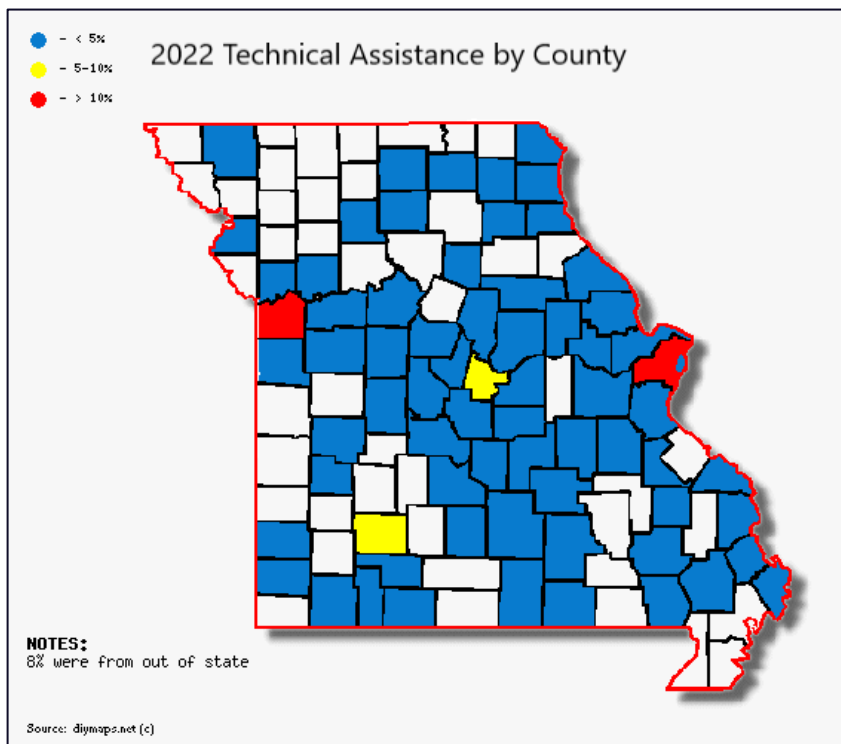 - < 5%
2022 Technical Assistance by County
- 5-10%
- > 10%
NOTES:
8% were from out of state
Source: diymaps.net (c)